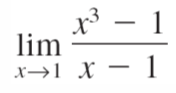 lim x→1 (x³ − 1)/(x − 1)